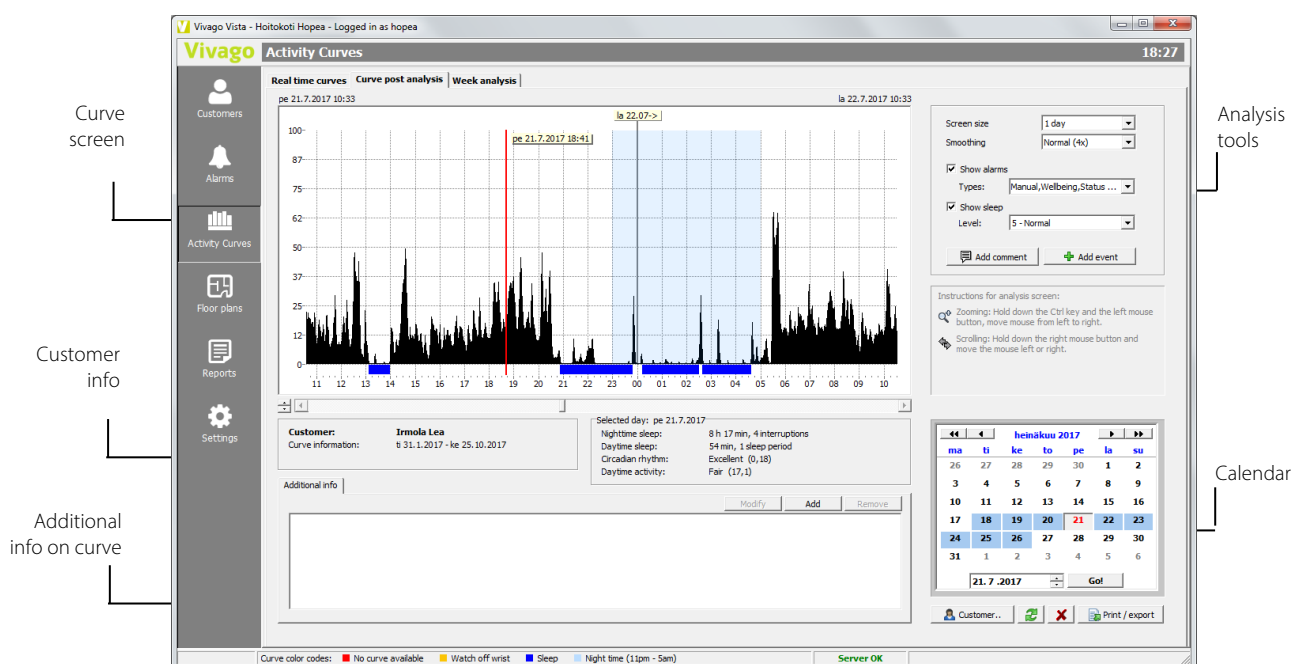 Vivago Vista - Hoitokoti Hopea - Logged in as hopea
Vivago Activity Curves 18:27
Real time curves Curve post analysis Week analysis
pe 21.7.2017 10:33 la 22.7.2017 10:33
la 22.07->
pe 21.7.2017 18:41
100
87
75
62
50
37
25
12
0
11 12 13 14 15 16 17 18 19 20 21 22 23 00 01 02 03 04 05 06 07 08 09 10
Customers
Alarms
Activity Curves
Floor plans
Reports
Settings
Curve
screen
Customer
info
Additional
info on curve
Analysis
tools
Calendar
Screen size 1 day
Smoothing Normal (4x)
Show alarms
Types: Manual,Wellbeing,Status ...
Show sleep
Level: 5 - Normal
Add comment Add event
Instructions for analysis screen:
Zooming: Hold down the Ctrl key and the left mouse
button, move mouse from left to right.
Scrolling: Hold down the right mouse button and
move the mouse left or right.
Customer: Irmola Lea
Curve information: ti 31.1.2017 - ke 25.10.2017
Selected day: pe 21.7.2017
Nighttime sleep: 8 h 17 min, 4 interruptions
Daytime sleep: 54 min, 1 sleep period
Circadian rhythm: Excellent (0,18)
Daytime activity: Fair (17,1)
Additional info
Modify Add Remove
heinäkuu 2017
ma ti ke to pe la su
26 27 28 29 30 1 2
3 4 5 6 7 8 9
10 11 12 13 14 15 16
17 18 19 20 21 22 23
24 25 26 27 28 29 30
31 1 2 3 4 5 6
21. 7 .2017 Go!
Customer.. Print / export
Curve color codes: No curve available Watch off wrist Sleep Night time (11pm - 5am) Server OK